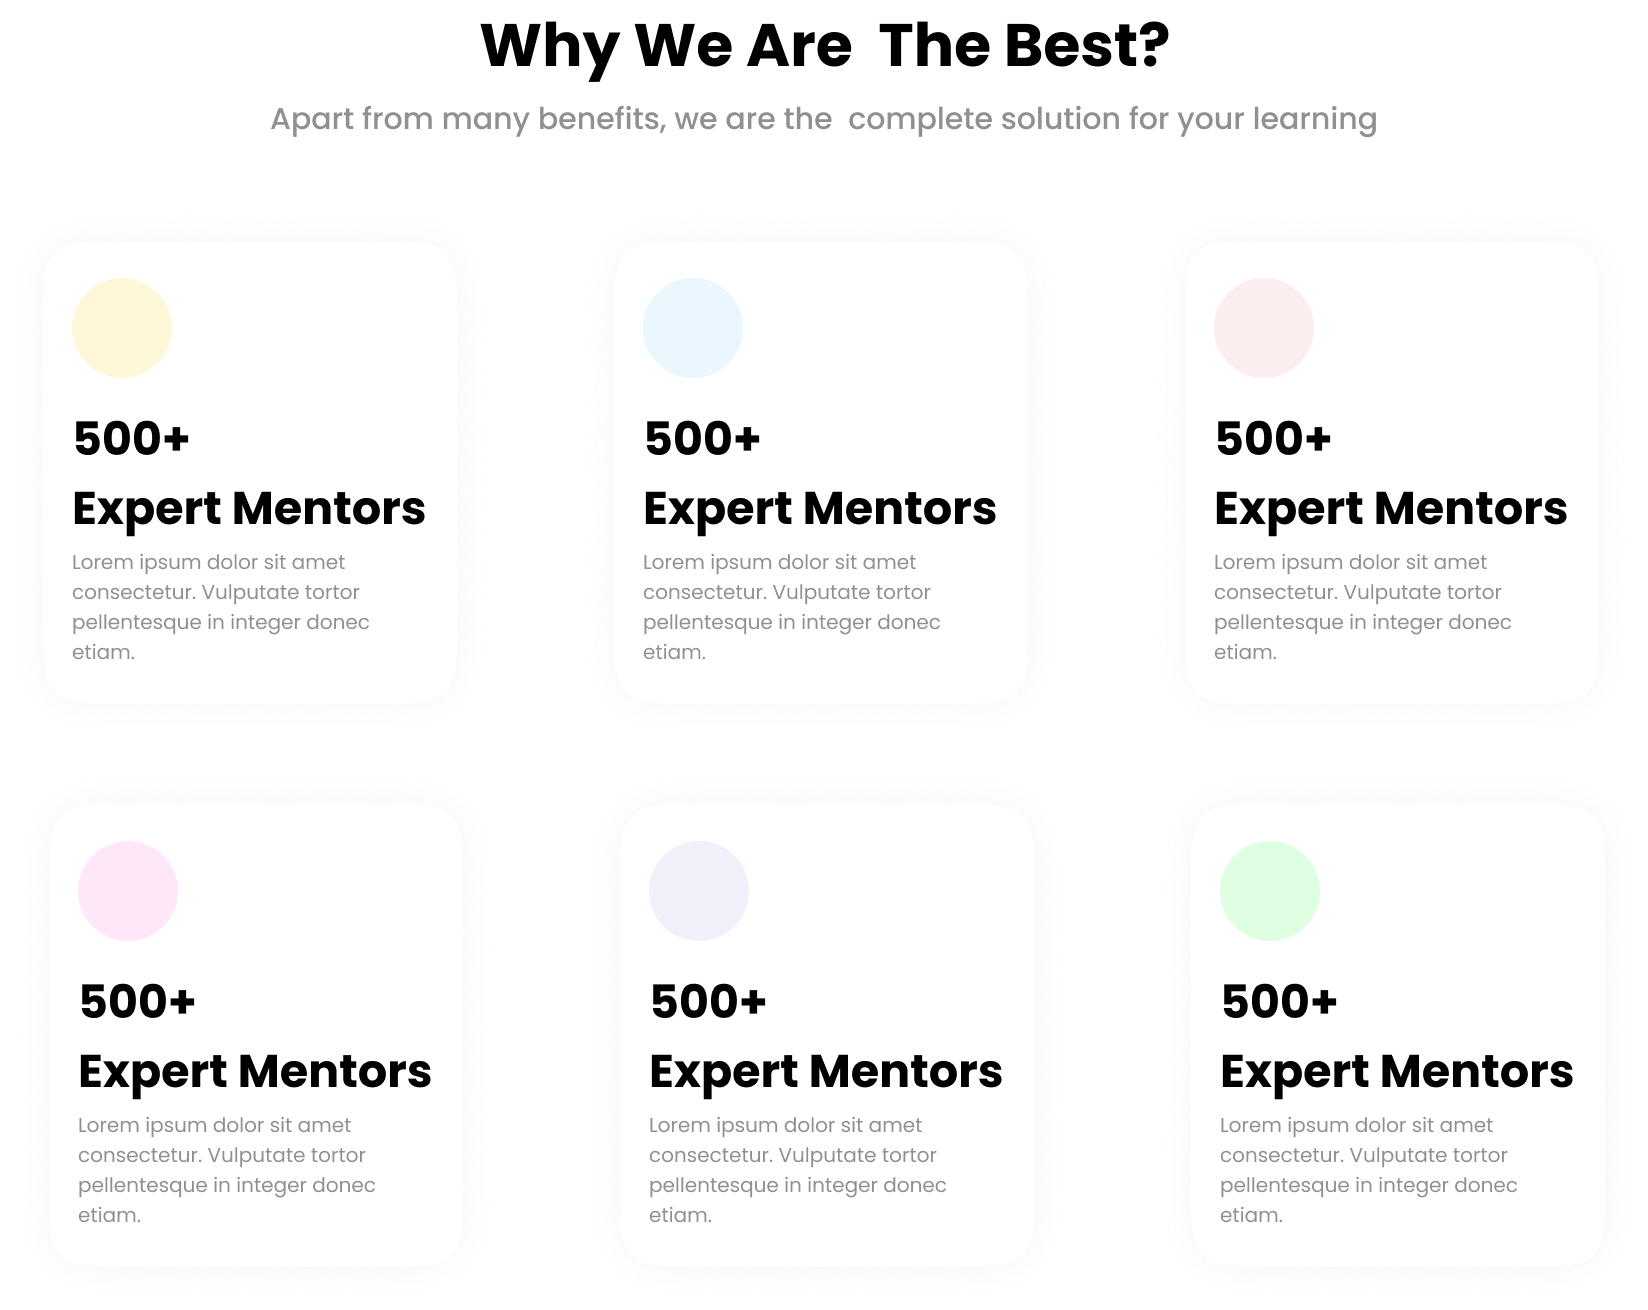 Why We Are  The Best?
Apart from many benefits, we are the  complete solution for your learning
500+
Expert Mentors
Lorem ipsum dolor sit amet
consectetur. Vulputate tortor
pellentesque in integer donec
etiam.
500+
Expert Mentors
Lorem ipsum dolor sit amet
consectetur. Vulputate tortor
pellentesque in integer donec
etiam.
500+
Expert Mentors
Lorem ipsum dolor sit amet
consectetur. Vulputate tortor
pellentesque in integer donec
etiam.
500+
Expert Mentors
Lorem ipsum dolor sit amet
consectetur. Vulputate tortor
pellentesque in integer donec
etiam.
500+
Expert Mentors
Lorem ipsum dolor sit amet
consectetur. Vulputate tortor
pellentesque in integer donec
etiam.
500+
Expert Mentors
Lorem ipsum dolor sit amet
consectetur. Vulputate tortor
pellentesque in integer donec
etiam.